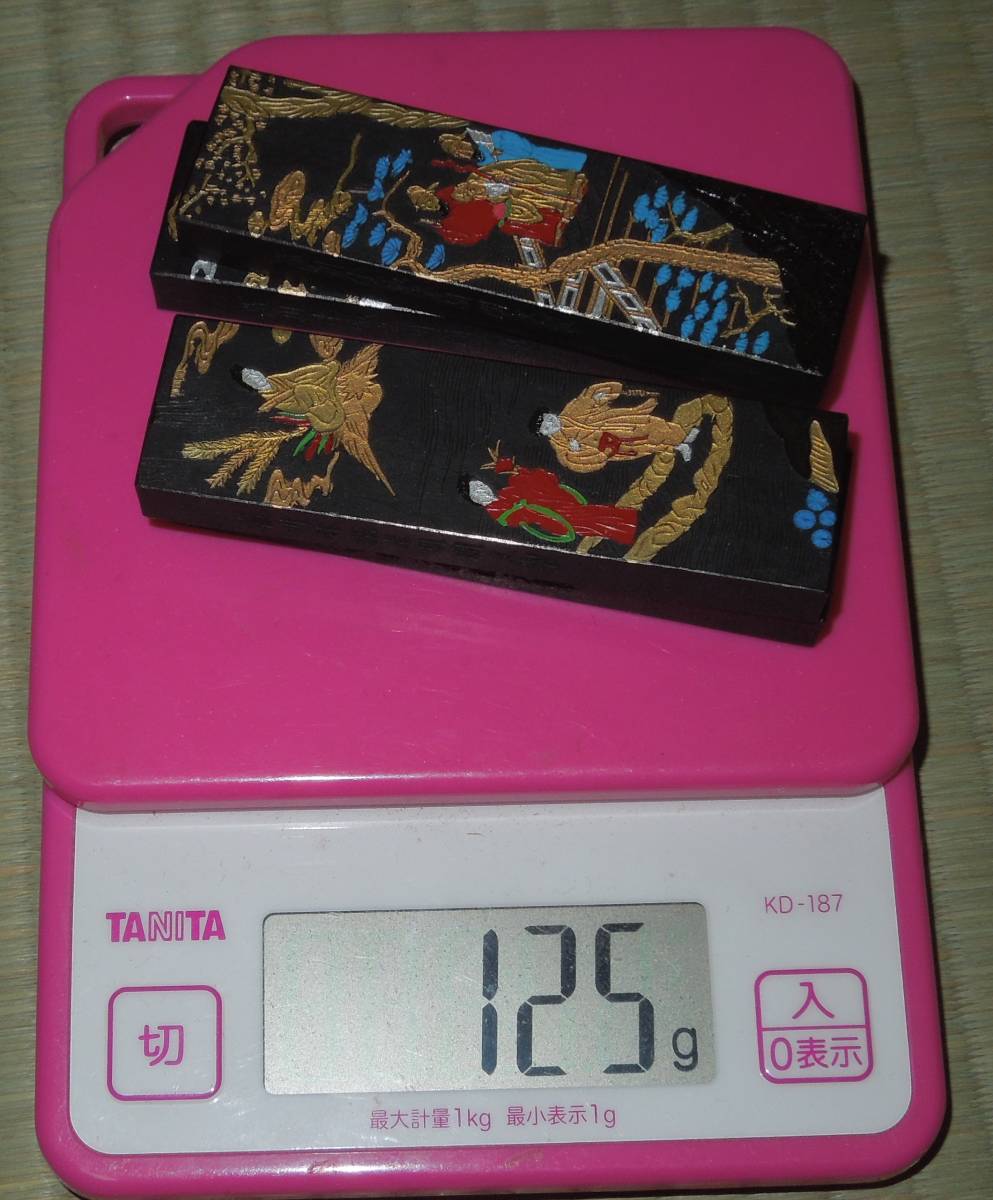 TANITA
KD-187
切
125g
入
0表示
最大計量1kg 最小表示1g